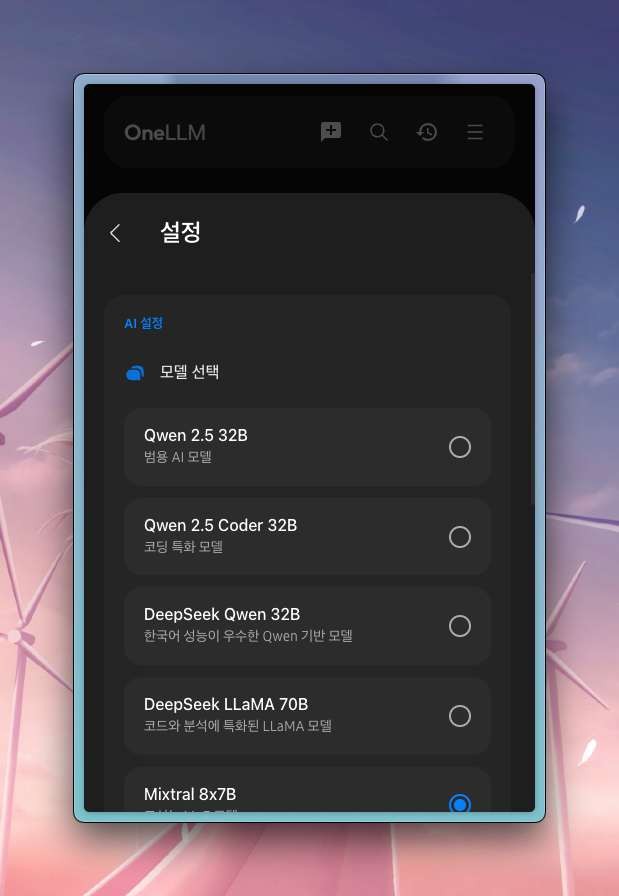 OneLLM
설정
AI 설정
모델 선택
Qwen 2.5 32B
범용 AI 모델
Qwen 2.5 Coder 32B
코딩 특화 모델
DeepSeek Qwen 32B
한국어 성능이 우수한 Qwen 기반 모델
DeepSeek LLaMA 70B
코드와 분석에 특화된 LLaMA 모델
Mixtral 8x7B